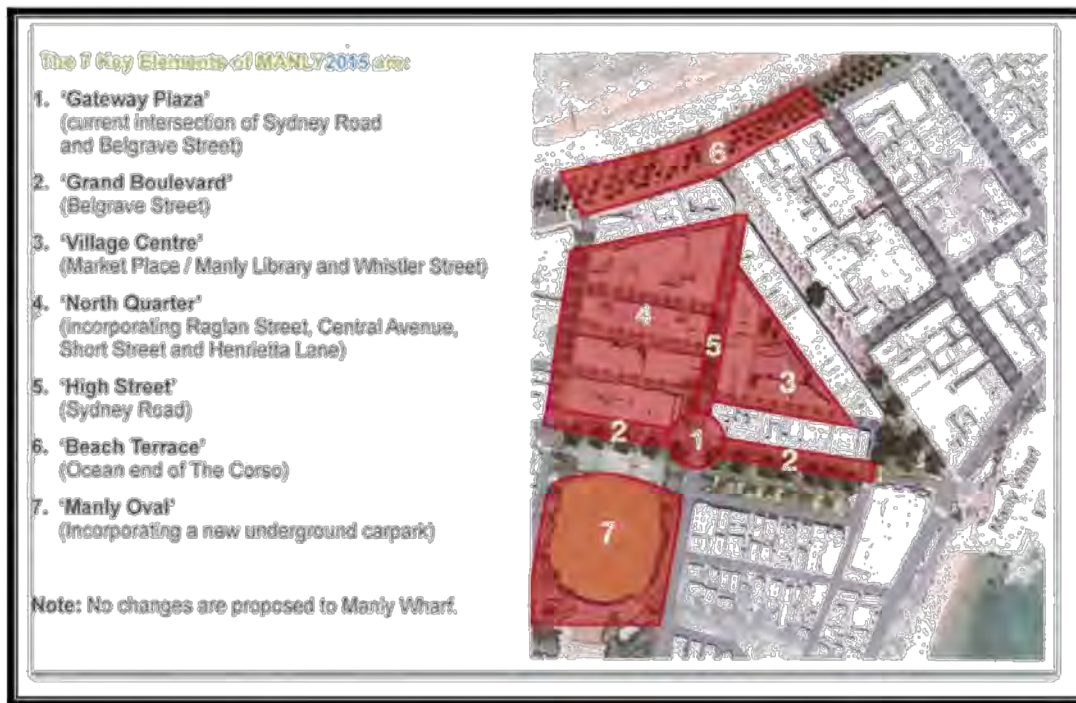 The 7 Key Elements of MANLY2015 are:
1. ‘Gateway Plaza’
(current intersection of Sydney Road
and Belgrave Street)
2. ‘Grand Boulevard’
(Belgrave Street)
3. ‘Village Centre’
(Market Place / Manly Library and Whistler Street)
4. ‘North Quarter’
(incorporating Raglan Street, Central Avenue,
Short Street and Henrietta Lane)
5. ‘High Street’
(Sydney Road)
6. ‘Beach Terrace’
(Ocean end of The Corso)
7. ‘Manly Oval’
(Incorporating a new underground carpark)
Note: No changes are proposed to Manly Wharf.
6
4
5
3
2
1
2
7
Manly Wharf